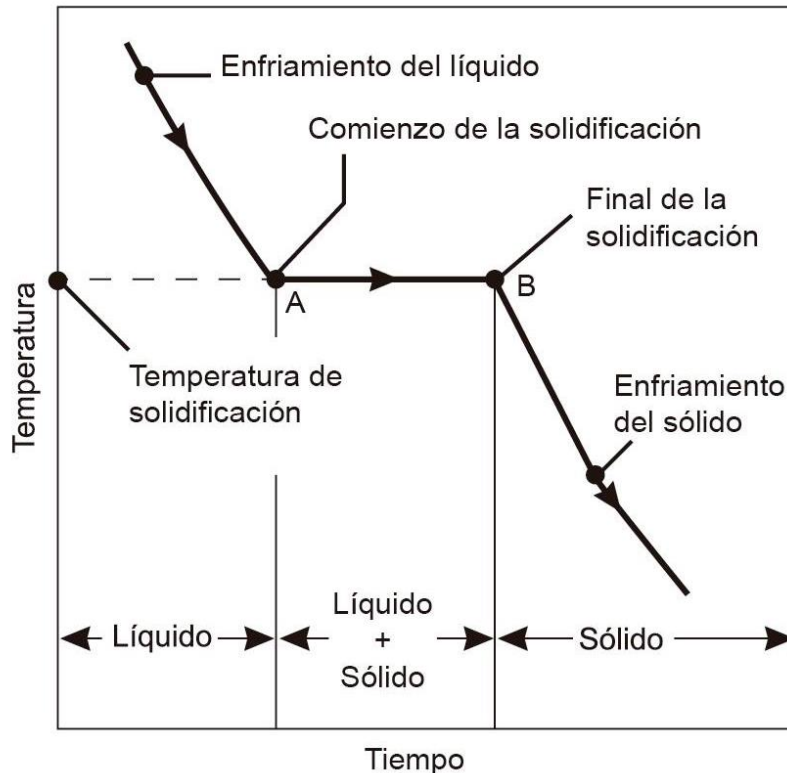 Enfriamiento del líquido
Comienzo de la solidificación
Final de la
solidificación
A
B
Temperatura
Temperatura de
solidificación
Enfriamiento
del sólido
Líquido
Líquido
+
Sólido
Sólido
Tiempo